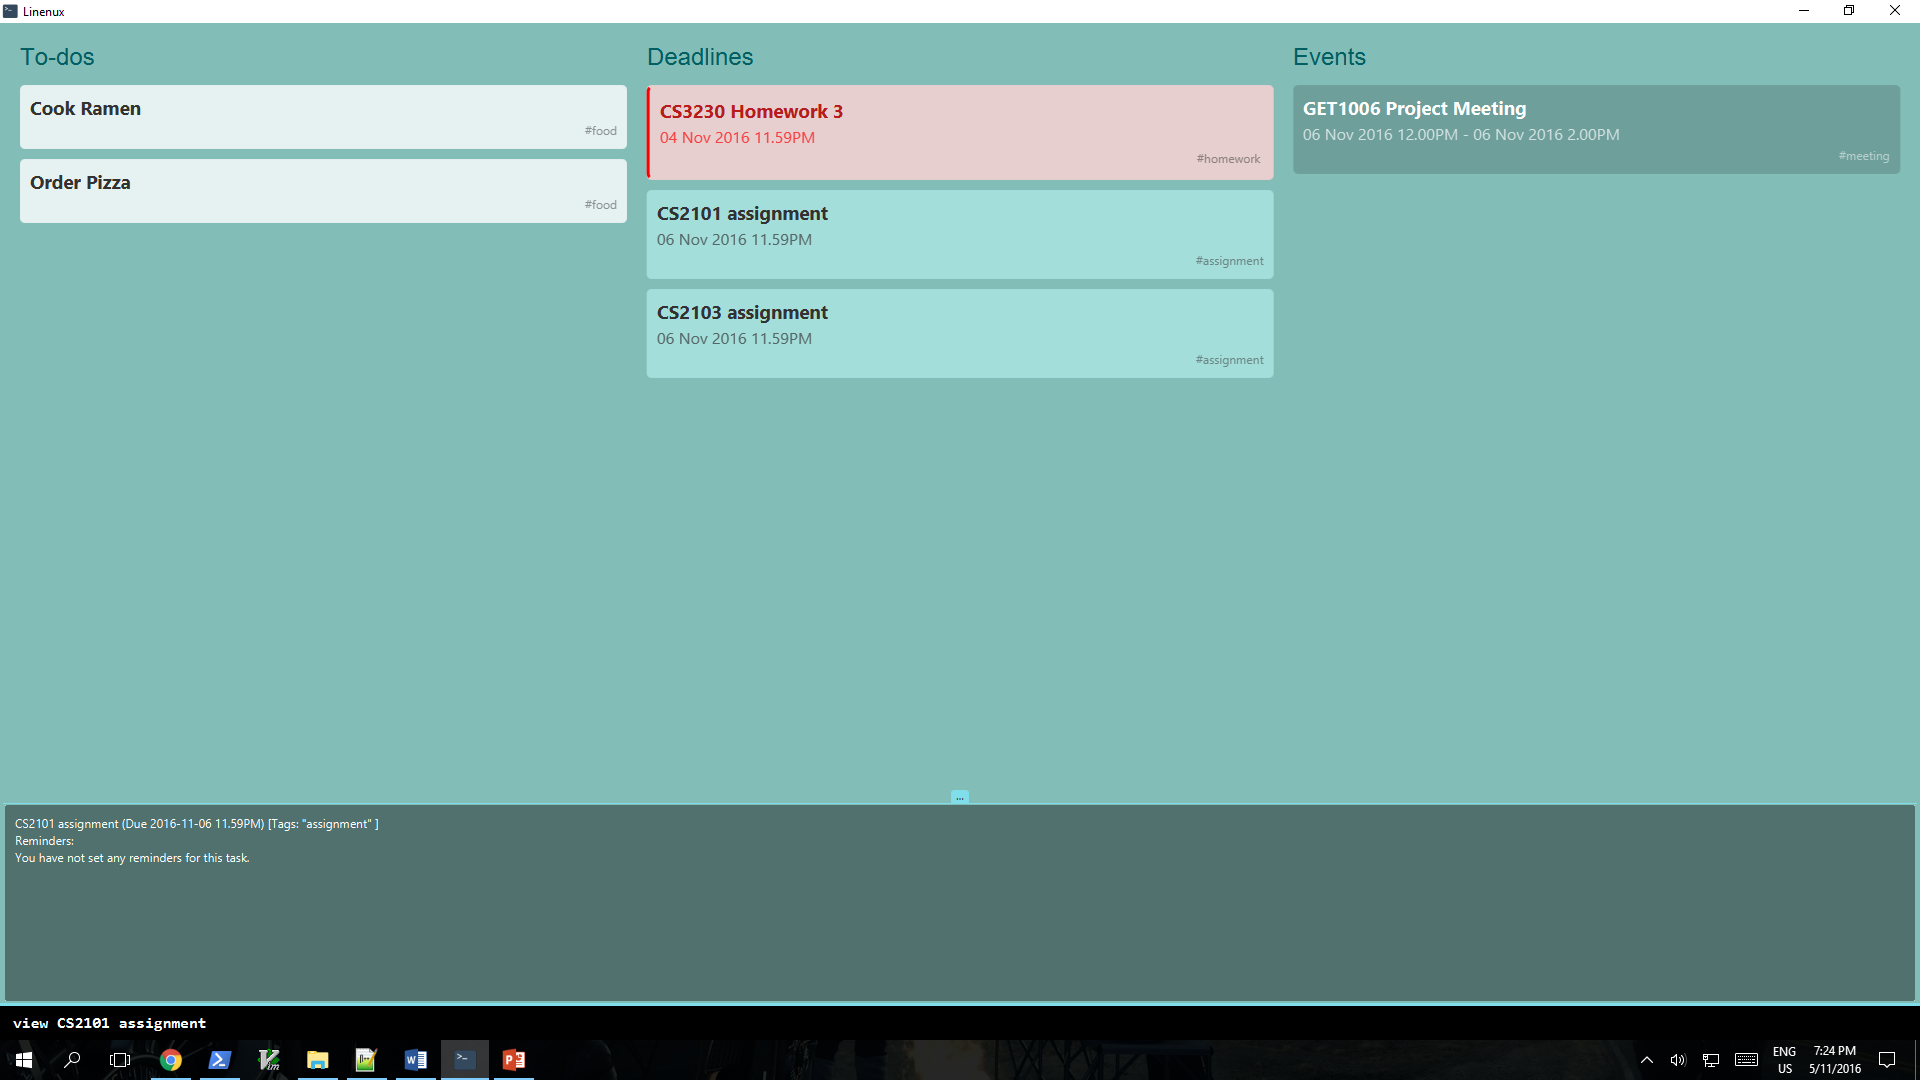 Linenux
To-dos
Cook Ramen
#food
Order Pizza
#food
Deadlines
CS3230 Homework 3
04 Nov 2016 11.59PM
#homework
CS2101 assignment
06 Nov 2016 11.59PM
#assignment
CS2103 assignment
06 Nov 2016 11.59PM
#assignment
Events
GET1006 Project Meeting
06 Nov 2016 12.00PM - 06 Nov 2016 2.00PM
#meeting
...
CS2101 assignment (Due 2016-11-06 11.59PM) [Tags: "assignment" ]
Reminders:
You have not set any reminders for this task.
view CS2101 assignment
ENG
US
7:24 PM
5/11/2016